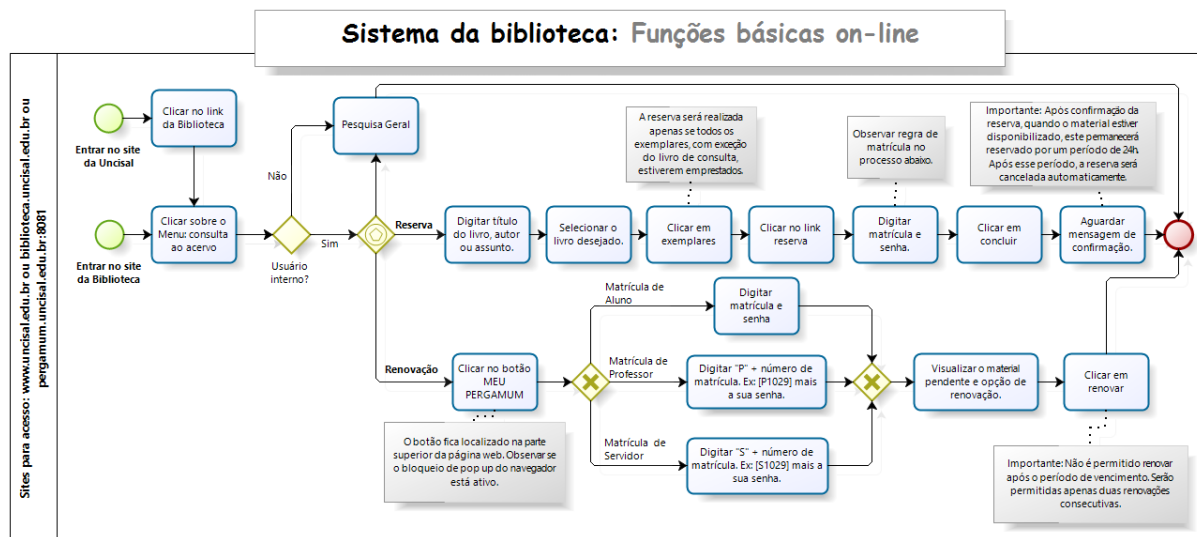 Sistema da biblioteca: Funções básicas on-line
Sites para acesso: www.uncisal.edu.br ou biblioteca.uncisal.edu.br ou
pergamum.uncisal.edu.br:8081
Entrar no site
da Uncisal
Clicar no link
da Biblioteca
Entrar no site
da Biblioteca
Clicar sobre o
Menu: consulta
ao acervo
Usuário
interno?
Não
Sim
Pesquisa Geral
Reserva
Digitar título
do livro, autor
ou assunto.
Selecionar o
livro desejado.
Clicar em
exemplares
A reserva será realizada
apenas se todos os
exemplares, com exceção
do livro de consulta,
estiverem emprestados.
Clicar no link
reserva
Digitar
matrícula e
senha.
Observar regra de
matrícula no
processo abaixo.
Clicar em
concluir
Aguardar
mensagem de
confirmação.
Importante: Após confirmação da
reserva, quando o material estiver
disponibilizado, este permanecerá
reservado por um período de 24h.
Após esse período, a reserva será
cancelada automaticamente.
Renovação
Clicar no botão
MEU
PERGAMUM
O botão fica localizado na parte
superior da página web. Observar se
o bloqueio de pop up do navegador
está ativo.
Matrícula de
Aluno
Digitar
matrícula e
senha
Matrícula de
Professor
Digitar "P" + número de
matrícula. Ex: [P1029] mais
a sua senha.
Matrícula de
Servidor
Digitar "S" + número de
matrícula. Ex: [S1029] mais a
sua senha.
Visualizar o material
pendente e opção de
renovação.
Clicar em
renovar
Importante: Não é permitido renovar
após o período de vencimento. Serão
permitidas apenas duas renovações
consecutivas.